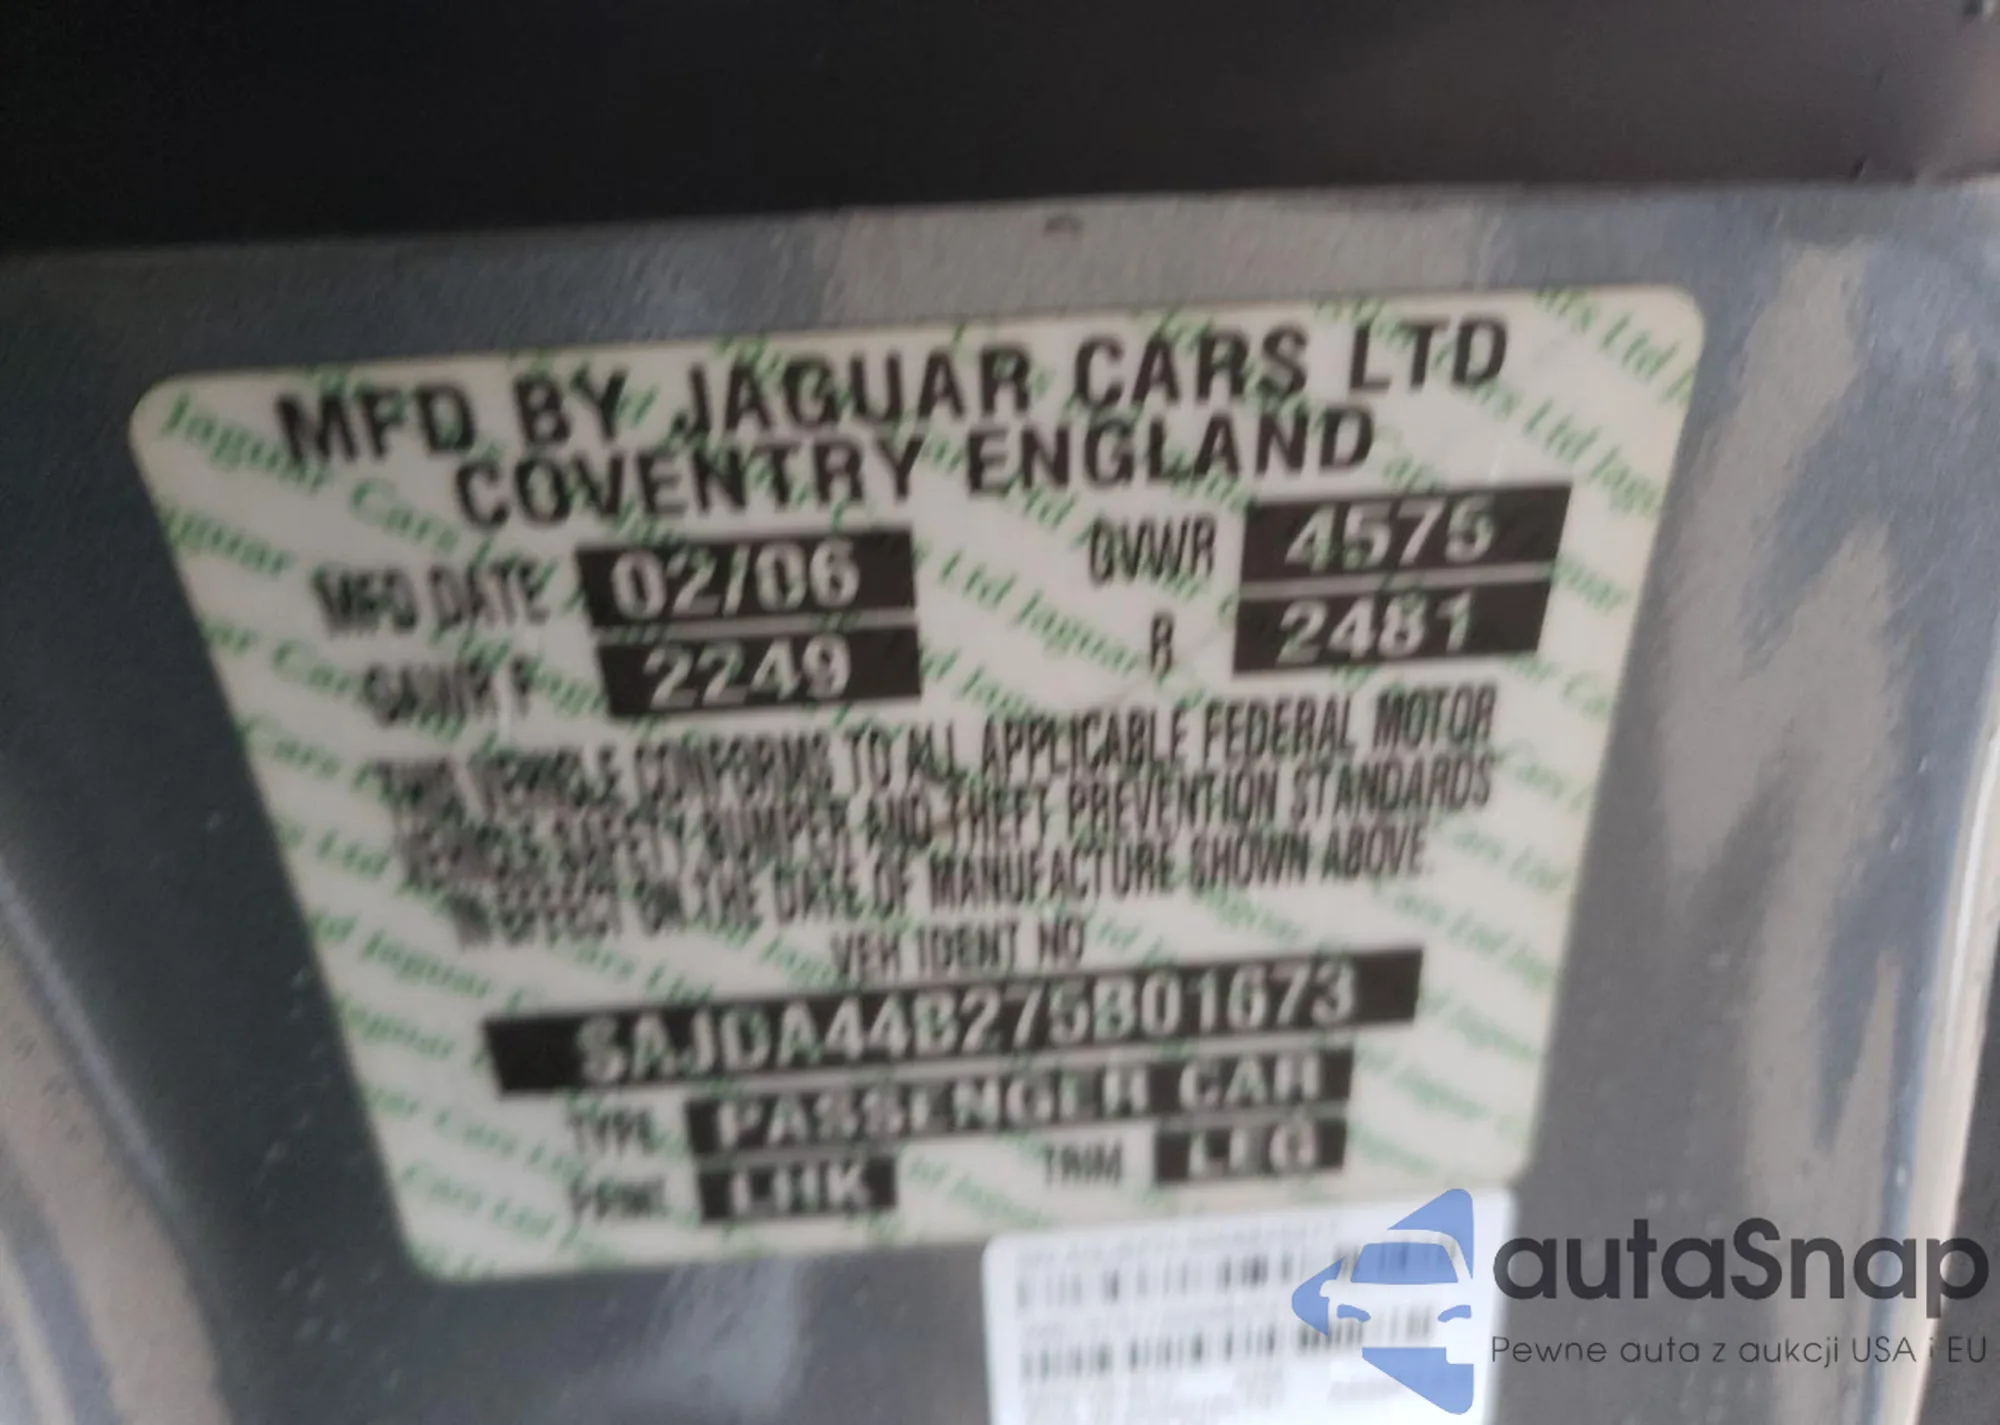 MFD BY JAGUAR CARS LTD
COVENTRY ENGLAND
MFD DATE 02/06 GVWR 4575
GAWR F 2249 R 2481
THIS VEHICLE CONFORMS TO ALL APPLICABLE FEDERAL MOTOR
VEHICLE SAFETY BUMPER AND THEFT PREVENTION STANDARDS
IN EFFECT ON THE DATE OF MANUFACTURE SHOWN ABOVE.
VEH IDENT NO
SAJDA44B275B01673
TYPE PASSENGER CAR
TRIM LEG
autaSnap
Pewne auta z aukcji USA i EU